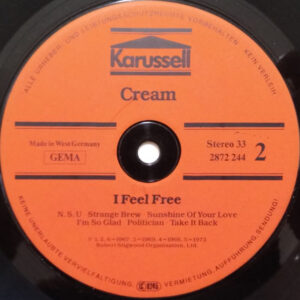 ALLE URHEBER- UND LEISTUNGSSCHUTZRECHTE VORBEHALTEN · KEIN VERLEIH
Karussell
Cream
Made in West Germany
GEMA
Stereo 33
2872 244
2
I Feel Free
N. S. U · Strange Brew · Sunshine Of Your Love
I'm So Glad · Politician · Take It Back
Robert Stigwood Organisation, Ltd.
KEINE UNERLAUBTE VERVIELFÄLTIGUNG, VERMIETUNG, AUFFÜHRUNG, SENDUNG!